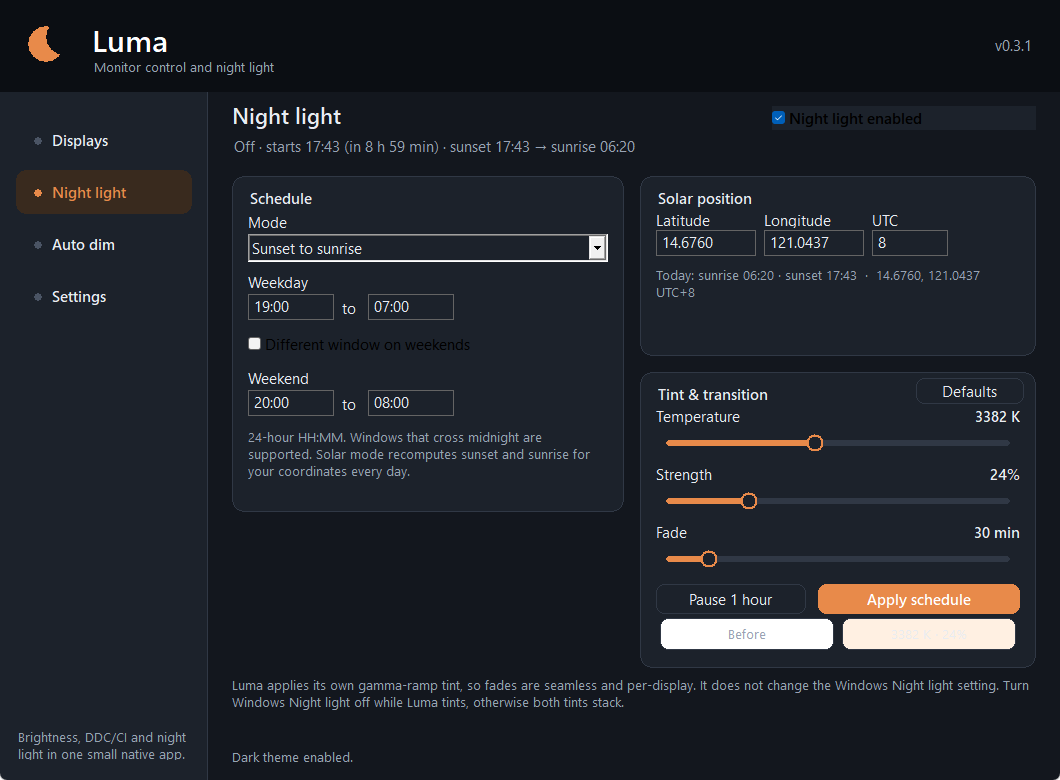 Luma
Monitor control and night light
v0.3.1
Displays
Night light
Auto dim
Settings
Brightness, DDC/CI and night
light in one small native app.
Night light
Night light enabled
Off · starts 17:43 (in 8 h 59 min) · sunset 17:43 → sunrise 06:20
Schedule
Mode
Sunset to sunrise
Weekday
19:00 to 07:00
Different window on weekends
Weekend
20:00 to 08:00
24-hour HH:MM. Windows that cross midnight are
supported. Solar mode recomputes sunset and sunrise for
your coordinates every day.
Solar position
Latitude Longitude UTC
14.6760 121.0437 8
Today: sunrise 06:20 · sunset 17:43 · 14.6760, 121.0437
UTC+8
Tint & transition Defaults
Temperature 3382 K
Strength 24%
Fade 30 min
Pause 1 hour Apply schedule
Before 3382 K · 24%
Luma applies its own gamma-ramp tint, so fades are seamless and per-display. It does not change the Windows Night light setting. Turn
Windows Night light off while Luma tints, otherwise both tints stack.
Dark theme enabled.